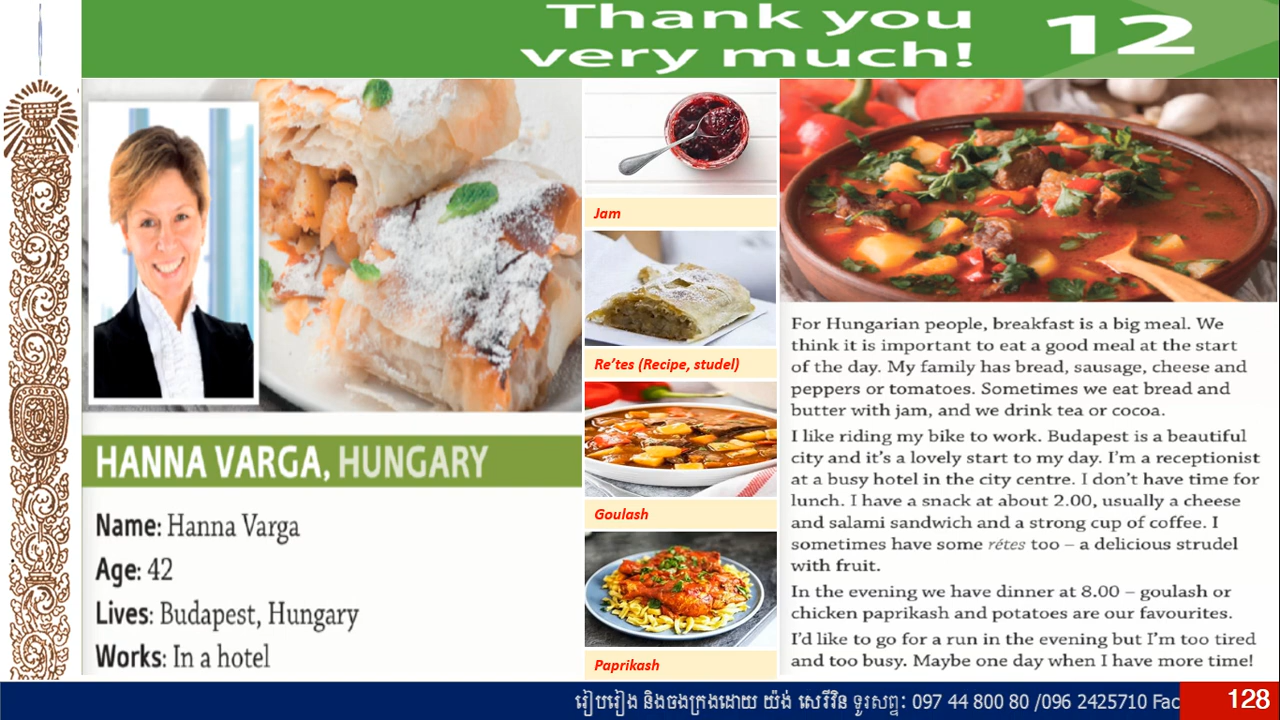 Thank you
very much!
12
HANNA VARGA, HUNGARY
Name: Hanna Varga
Age: 42
Lives: Budapest, Hungary
Works: In a hotel
Jam
Re’tes (Recipe, studel)
Goulash
Paprikash
For Hungarian people, breakfast is a big meal. We
think it is important to eat a good meal at the start
of the day. My family has bread, sausage, cheese and
peppers or tomatoes. Sometimes we eat bread and
butter with jam, and we drink tea or cocoa.
I like riding my bike to work. Budapest is a beautiful
city and it’s a lovely start to my day. I’m a receptionist
at a busy hotel in the city centre. I don’t have time for
lunch. I have a snack at about 2.00, usually a cheese
and salami sandwich and a strong cup of coffee. I
sometimes have some rétes too – a delicious strudel
with fruit.
In the evening we have dinner at 8.00 – goulash or
chicken paprikash and potatoes are our favourites.
I’d like to go for a run in the evening but I’m too tired
and too busy. Maybe one day when I have more time!
រៀបរៀង និងចងក្រងដោយ យ៉ង់ សេរីវិន ទូរសព្ទ: 097 44 800 80 /096 2425710 Fac
128